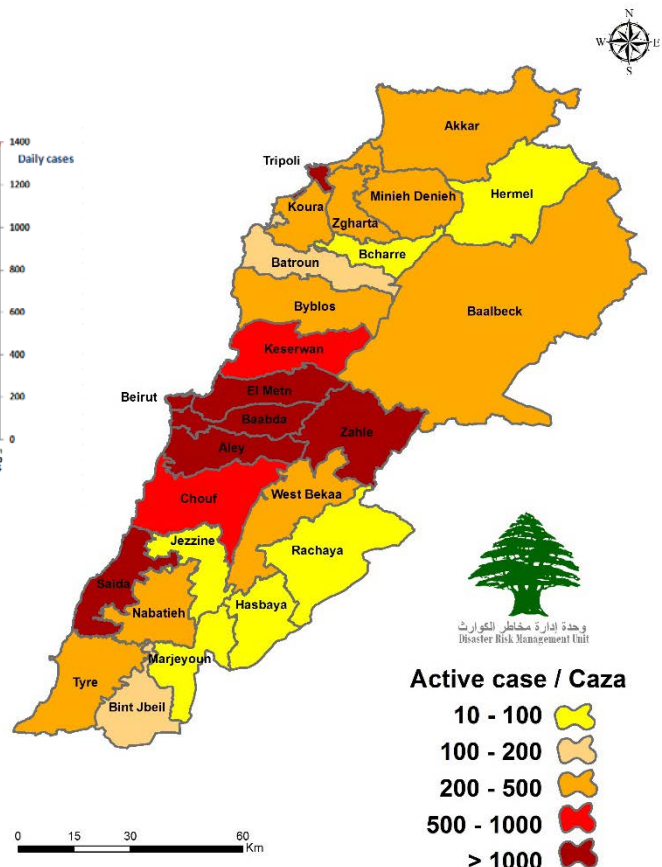 N
W E
S
1400
Daily cases
1200
1000
800
600
400
200
0
Akkar
Tripoli
Hermel
Minieh Denieh
Koura
Zgharta
Bcharre
Batroun
Byblos
Baalbeck
Keserwan
El Metn
Beirut
Baabda
Zahle
Aley
West Bekaa
Chouf
Jezzine
Rachaya
Saida
Hasbaya
Nabatieh
Marjeyoun
Tyre
Bint Jbeil
وحدة إدارة مخاطر الكوارث
Disaster Risk Management Unit
Active case / Caza
10 - 100
100 - 200
200 - 500
500 - 1000
> 1000
0 15 30 60
Km